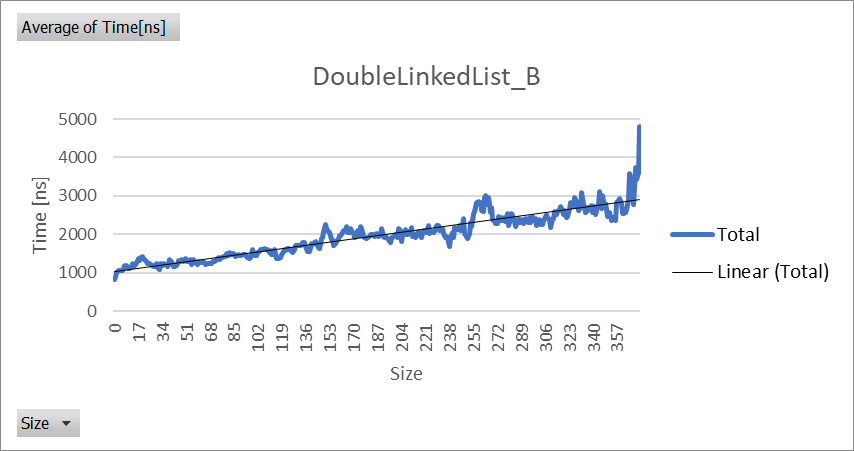 Average of Time[ns]
DoubleLinkedList_B
5000
4000
3000
2000
1000
0
Time [ns]
0 17 34 51 68 85 102 119 136 153 170 187 204 221 238 255 272 289 306 323 340 357
Size
Total
Linear (Total)
Size